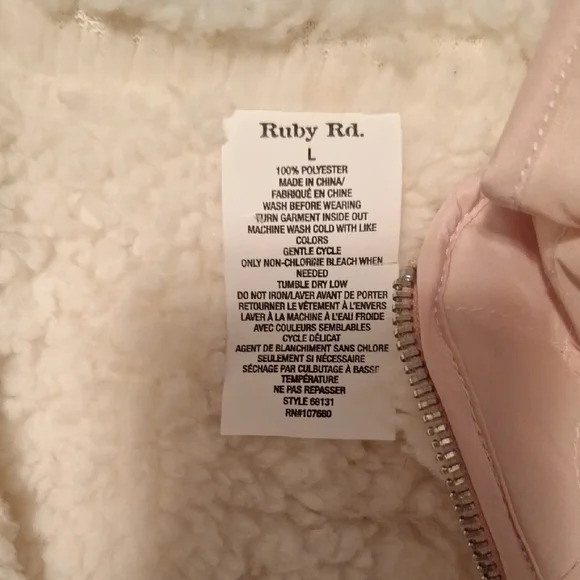 Ruby Rd.
L
100% POLYESTER
MADE IN CHINA/
FABRIQUÉ EN CHINE
WASH BEFORE WEARING
TURN GARMENT INSIDE OUT
MACHINE WASH COLD WITH LIKE
COLORS
GENTLE CYCLE
ONLY NON-CHLORINE BLEACH WHEN
NEEDED
TUMBLE DRY LOW
DO NOT IRON/LAVER AVANT DE PORTER
RETOURNER LE VÊTEMENT À L'ENVERS
LAVER À LA MACHINE À L'EAU FROIDE
AVEC COULEURS SEMBLABLES
CYCLE DÉLICAT
AGENT DE BLANCHIMENT SANS CHLORE
SEULEMENT SI NÉCESSAIRE
SÉCHAGE PAR CULBUTAGE À BASSE
TEMPÉRATURE
NE PAS REPASSER
STYLE 66131
RN#107680